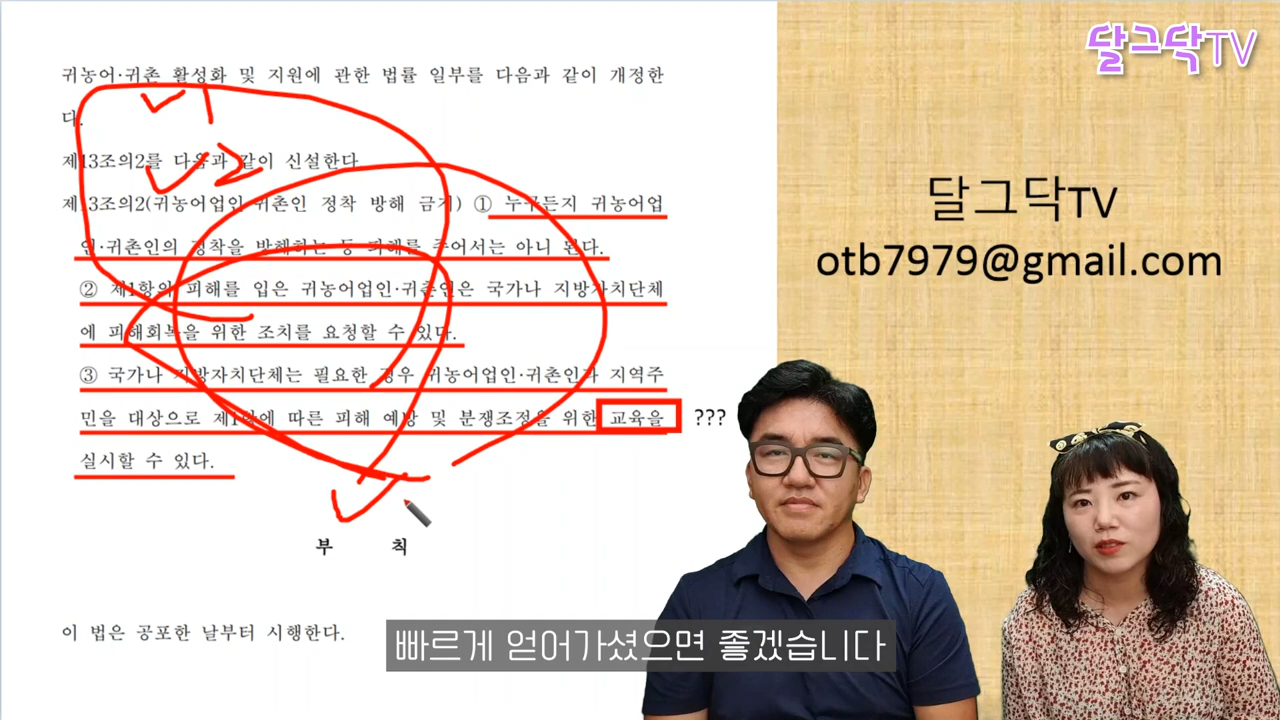 달그닥TV
귀농어·귀촌 활성화 및 지원에 관한 법률 일부를 다음과 같이 개정한
다.
제13조의2를 다음과 같이 신설한다.
제13조의2(귀농어업인·귀촌인 정착 방해 금지) ① 누구든지 귀농어업
인·귀촌인의 정착을 방해하는 등 피해를 주어서는 아니 된다.
② 제1항의 피해를 입은 귀농어업인·귀촌인은 국가나 지방자치단체
에 피해회복을 위한 조치를 요청할 수 있다.
③ 국가나 지방자치단체는 필요한 경우 귀농어업인·귀촌인과 지역주
민을 대상으로 제1항에 따른 피해 예방 및 분쟁조정을 위한 교육을 ???
실시할 수 있다.
1
2
부 칙
이 법은 공포한 날부터 시행한다.
달그닥TV
otb7979@gmail.com
빠르게 얻어가셨으면 좋겠습니다